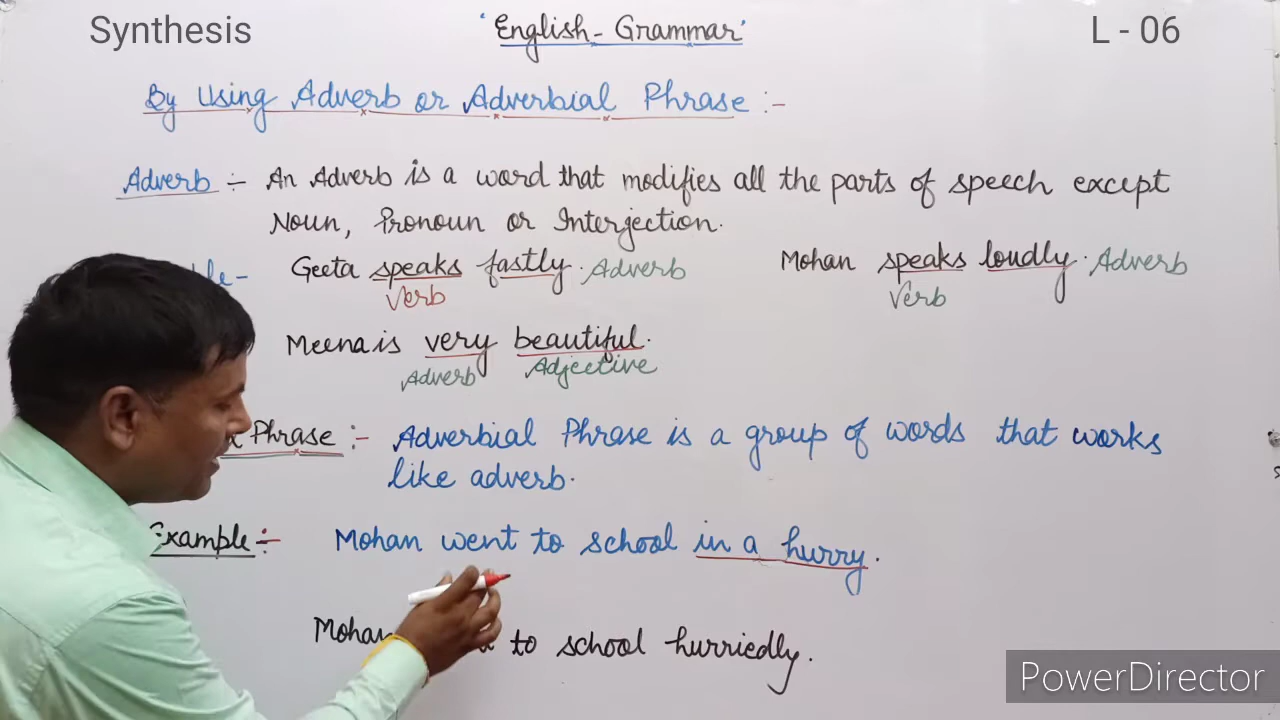 Synthesis
'English-Grammar'
L - 06
By Using Adverb or Adverbial Phrase :-
Adverb :- An Adverb is a word that modifies all the parts of speech except
Noun, Pronoun or Interjection.
Geeta speaks fastly. Adverb
Verb
Mohan speaks loudly. Adverb
Verb
Meena is very beautiful.
Adverb Adjective
Phrase :- Adverbial Phrase is a group of words that works
like adverb.
Example :- Mohan went to school in a hurry.
Mohan to school hurriedly.
PowerDirector